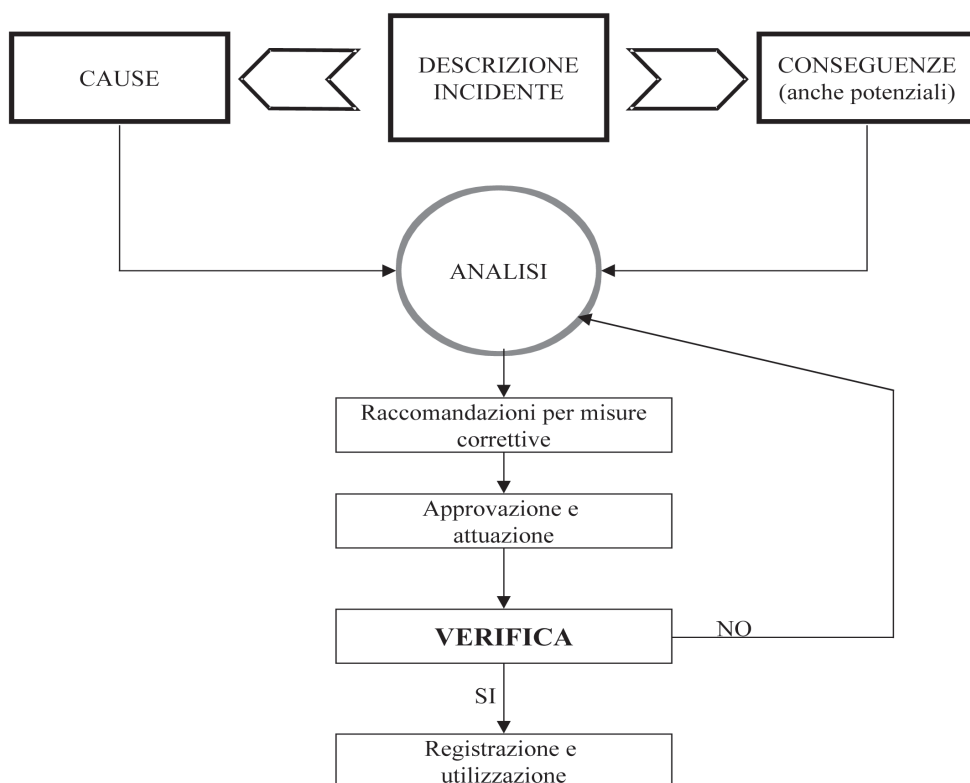 CAUSE
DESCRIZIONE
INCIDENTE
CONSEGUENZE
(anche potenziali)
ANALISI
Raccomandazioni per misure
correttive
Approvazione e
attuazione
VERIFICA
NO
SI
Registrazione e
utilizzazione